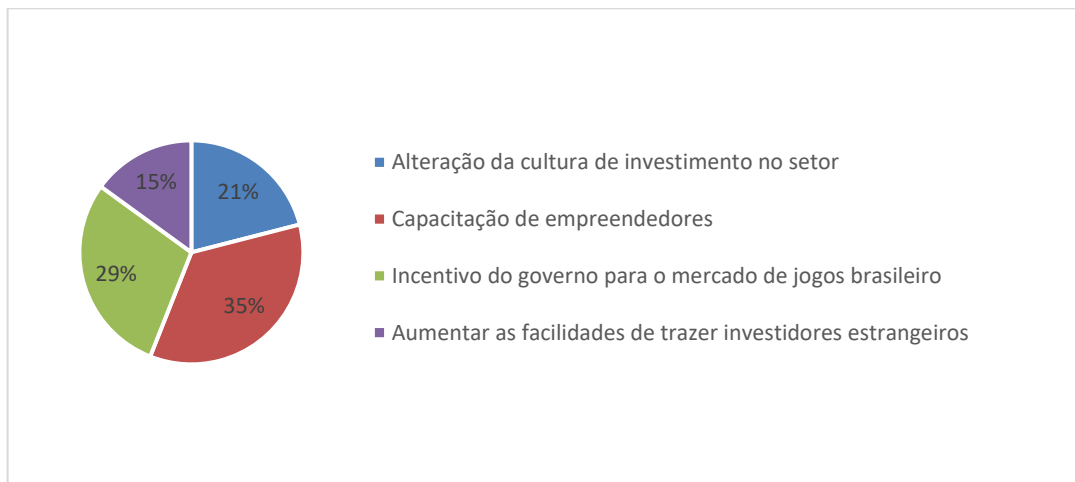 21%
35%
29%
15%
Alteração da cultura de investimento no setor
Capacitação de empreendedores
Incentivo do governo para o mercado de jogos brasileiro
Aumentar as facilidades de trazer investidores estrangeiros